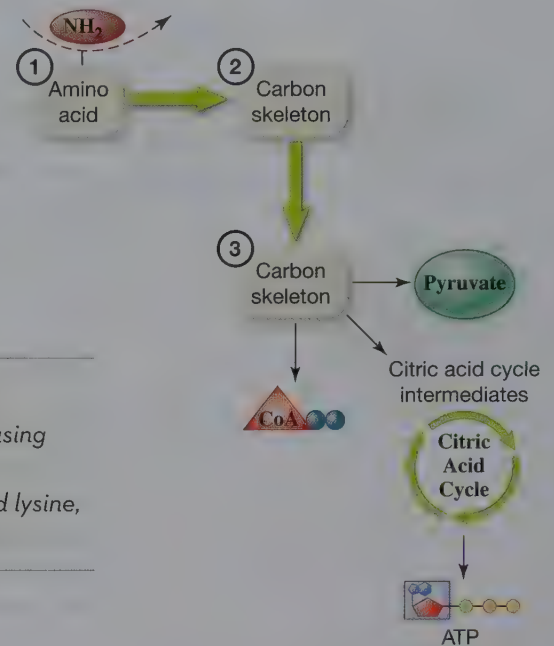 NH2
1
Amino
acid
2
Carbon
skeleton
3
Carbon
skeleton
Pyruvate
CoA
Citric acid cycle
intermediates
Citric
Acid
Cycle
ATP
d lysine,